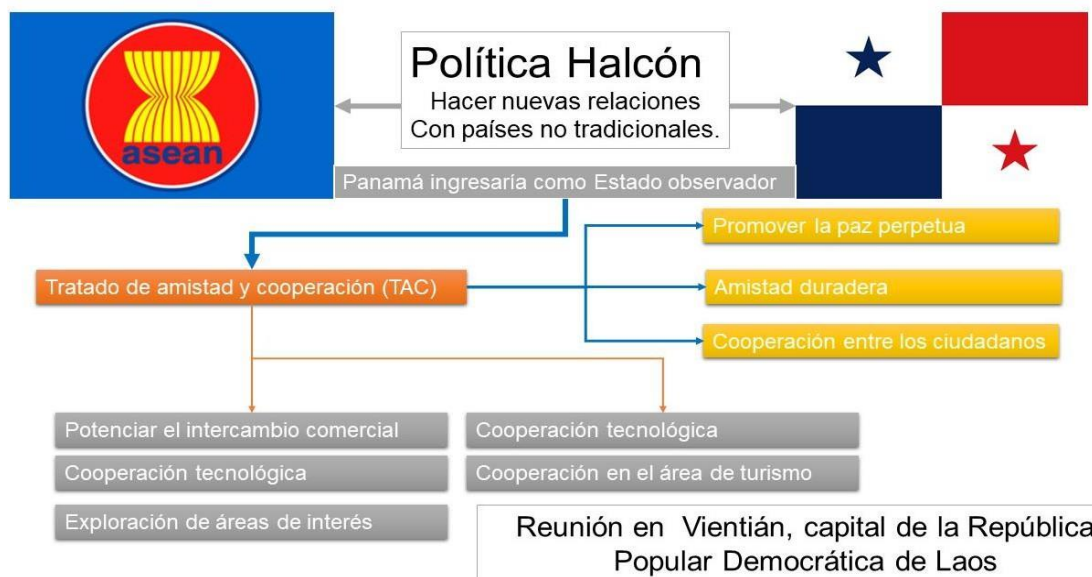 asean
Política Halcón
Hacer nuevas relaciones
Con países no tradicionales.
Panamá ingresaría como Estado observador
Promover la paz perpetua
Tratado de amistad y cooperación (TAC)
Amistad duradera
Cooperación entre los ciudadanos
Potenciar el intercambio comercial
Cooperación tecnológica
Cooperación tecnológica
Cooperación en el área de turismo
Exploración de áreas de interés
Reunión en Vientián, capital de la República
Popular Democrática de Laos